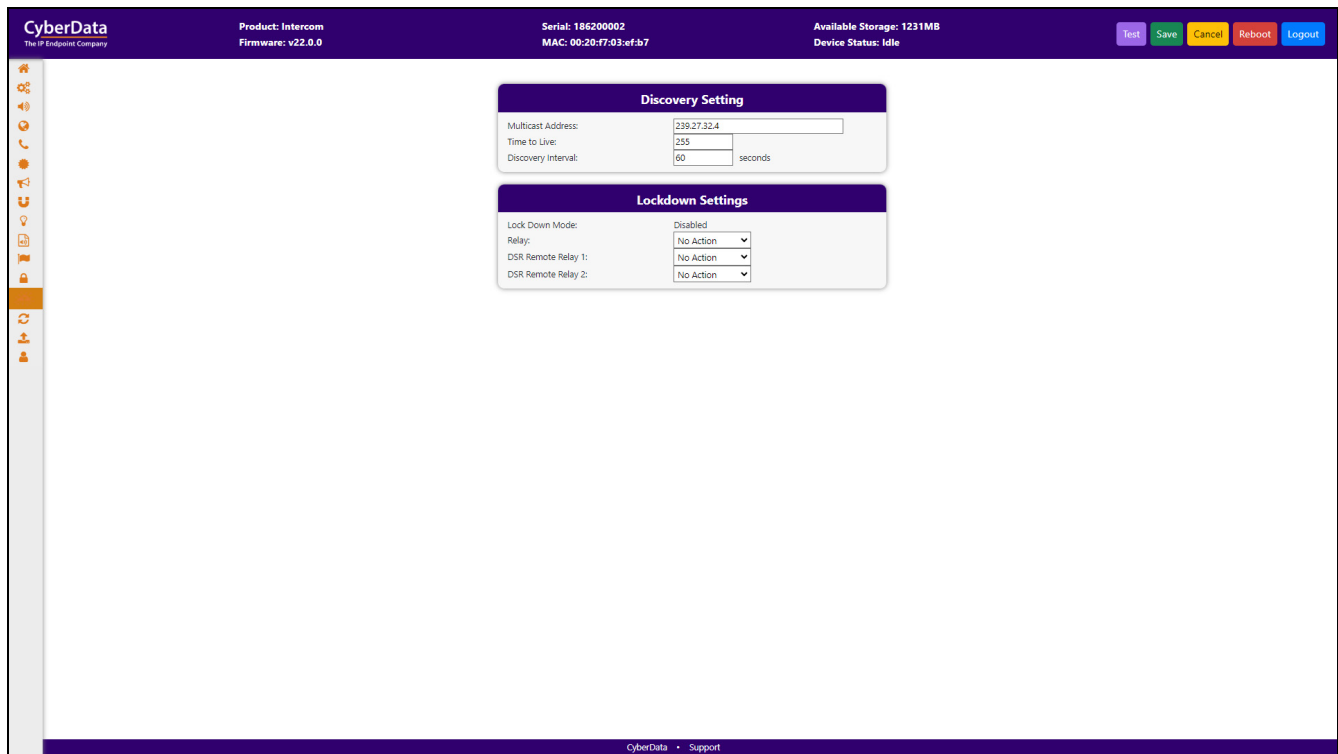 CyberData
The IP Endpoint Company
Product: Intercom
Firmware: v22.0.0
Serial: 186200002
MAC: 00:20:f7:03:ef:b7
Available Storage: 1231MB
Device Status: Idle
Test Save Cancel Reboot Logout
Discovery Setting
Multicast Address: 239.27.32.4
Time to Live: 255
Discovery Interval: 60 seconds
Lockdown Settings
Lock Down Mode: Disabled
Relay: No Action
DSR Remote Relay 1: No Action
DSR Remote Relay 2: No Action
CyberData • Support